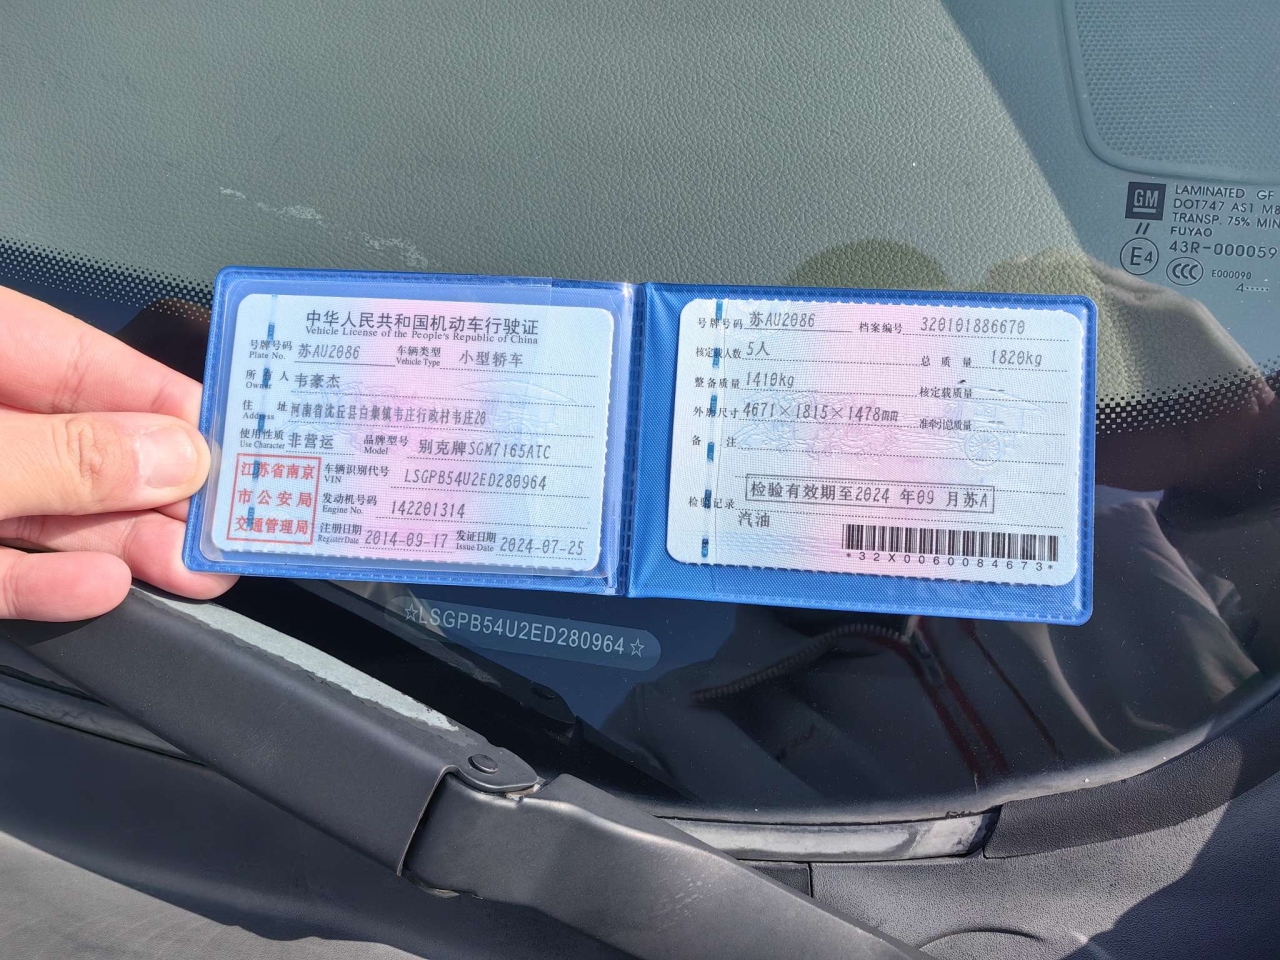 中华人民共和国机动车行驶证
Vehicle License of the People's Republic of China
号牌号码 Plate No. 苏AU2086 车辆类型 Vehicle Type 小型轿车
所有人 Owner 韦豪杰
住址 Address 河南省沈丘县白集镇韦庄行政村韦庄28
使用性质 Use Character 非营运 品牌型号 Model 别克牌SGM7165ATC
江苏省南京
市公安局
交通管理局
车辆识别代号 VIN LSGPB54U2ED280964
发动机号码 Engine No. 142201314
注册日期 Register Date 2014-09-17 发证日期 Issue Date 2024-07-25
号牌号码 苏AU2086 档案编号 320101886670
核定载人数 5人 总质量 1820kg
整备质量 1410kg 核定载质量 --
外廓尺寸 4671×1815×1478mm 准牵引总质量 --
备注
检验有效期至2024 年09 月苏A
检验记录
汽油
*32X0060084673*
☆LSGPB54U2ED280964☆
GM
LAMINATED GF
DOT747 AS1 M8
TRANSP. 75% MIN
FUYAO
E4
43R-000059
CCC
E000090
4